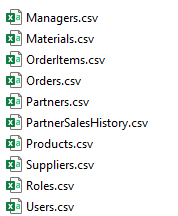 Managers.csv
Materials.csv
OrderItems.csv
Orders.csv
Partners.csv
PartnerSalesHistory.csv
Products.csv
Suppliers.csv
Roles.csv
Users.csv